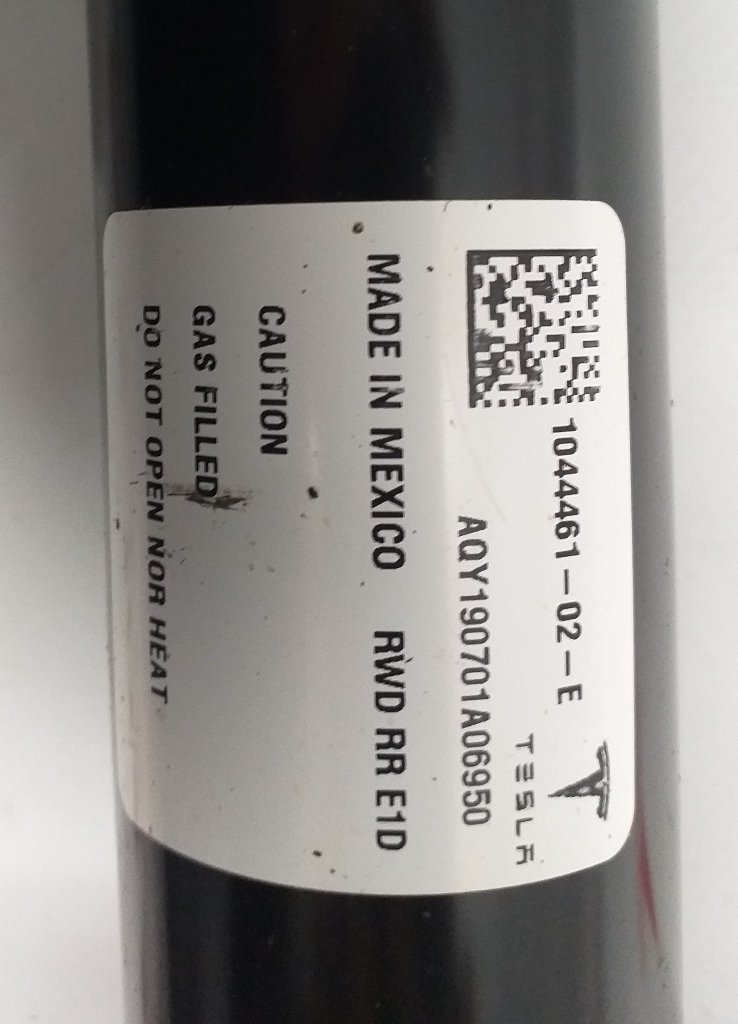 1044461-02-E
TESLA
AQY190701A06950
MADE IN MEXICO RWD RR E1D
CAUTION
GAS FILLED
DO NOT OPEN NOR HEAT